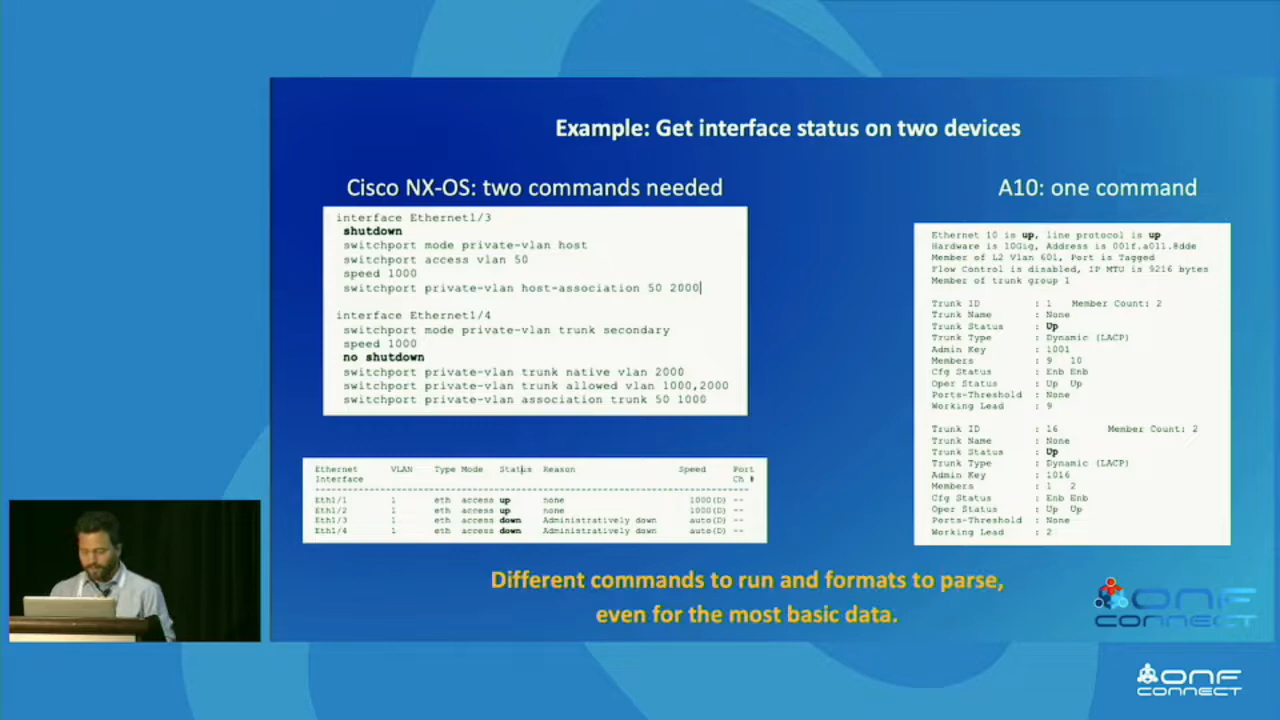 Example: Get interface status on two devices
Cisco NX-OS: two commands needed
interface Ethernet1/3
shutdown
switchport mode private-vlan host
switchport access vlan 50
speed 1000
switchport private-vlan host-association 50 2000
interface Ethernet1/4
switchport mode private-vlan trunk secondary
speed 1000
no shutdown
switchport private-vlan trunk native vlan 2000
switchport private-vlan trunk allowed vlan 1000,2000
switchport private-vlan association trunk 50 1000
Ethernet VLAN Type Mode Status Reason Speed Port
Interface Ch #
Eth1/1 1 eth access up none 1000(D) --
Eth1/2 1 eth access up none 1000(D) --
Eth1/3 1 eth access down Administratively down auto(D) --
Eth1/4 1 eth access down Administratively down auto(D) --
A10: one command
Ethernet 10 is up, line protocol is up
Hardware is 10Gig, Address is 001f.a011.8dde
Member of L2 Vlan 601, Port is Tagged
Flow Control is disabled, IP MTU is 9216 bytes
Member of trunk group 1
Trunk ID : 1 Member Count: 2
Trunk Name : None
Trunk Status : Up
Trunk Type : Dynamic (LACP)
Admin Key : 1001
Members : 9 10
Cfg Status : Enb Enb
Oper Status : Up Up
Ports-Threshold : None
Working Lead : 9
Trunk ID : 16 Member Count: 2
Trunk Name : None
Trunk Status : Up
Trunk Type : Dynamic (LACP)
Admin Key : 1016
Members : 1 2
Cfg Status : Enb Enb
Oper Status : Up Up
Ports-Threshold : None
Working Lead : 2
Different commands to run and formats to parse,
even for the most basic data.
ONF
CONNECT
ONF
CONNECT